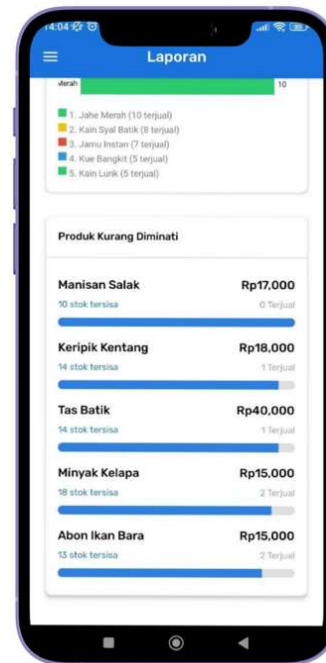 14:04
Laporan
Merah
10
1. Jahe Merah (10 terjual)
2. Kain Syal Batik (8 terjual)
3. Jamu Instan (7 terjual)
4. Kue Bangkit (5 terjual)
5. Kain Lurik (5 terjual)
Produk Kurang Diminati
Manisan Salak Rp17,000
10 stok tersisa 0 Terjual
Keripik Kentang Rp18,000
14 stok tersisa 1 Terjual
Tas Batik Rp40,000
14 stok tersisa 1 Terjual
Minyak Kelapa Rp15,000
18 stok tersisa 2 Terjual
Abon Ikan Bara Rp15,000
13 stok tersisa 2 Terjual